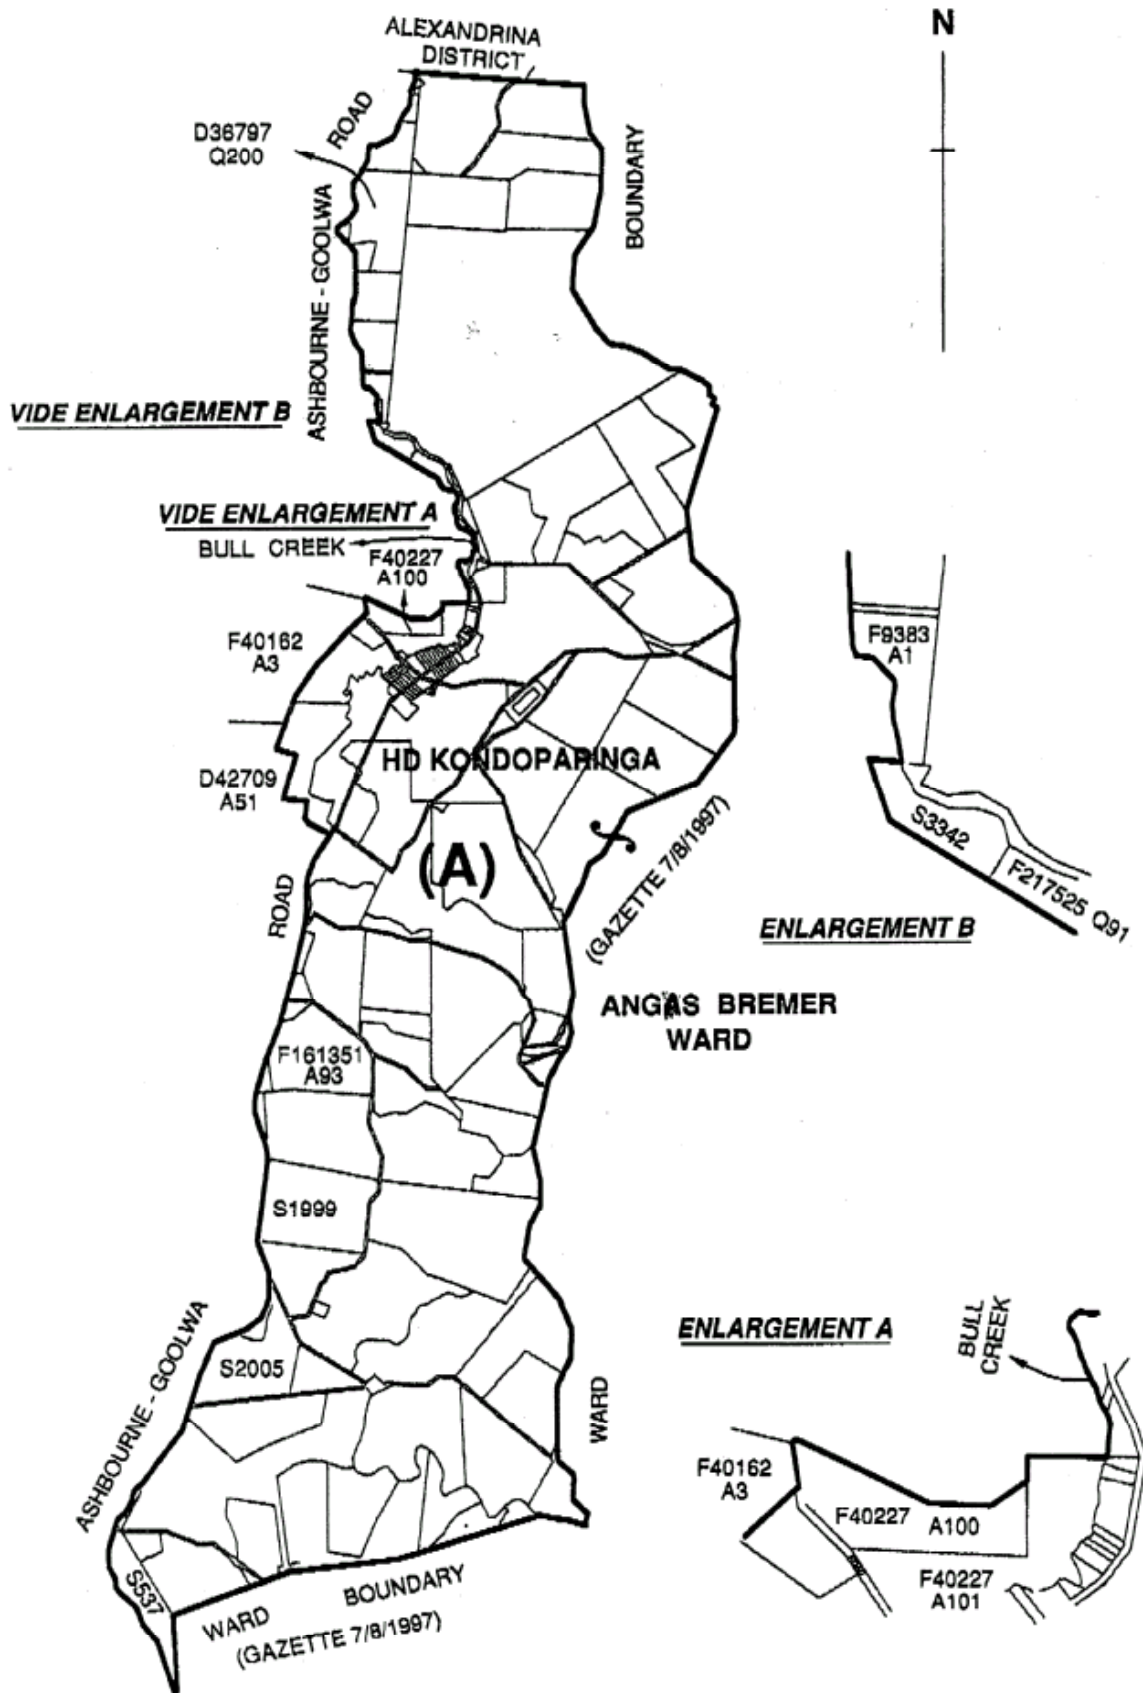 ALEXANDRINA
DISTRICT
N
D36797
Q200
ROAD
BOUNDARY
ASHBOURNE - GOOLWA
VIDE ENLARGEMENT B
VIDE ENLARGEMENT A
BULL CREEK
F40227
A100
F40162
A3
F9383
A1
HD KONDOPARINGA
D42709
A51
S3342
F217525 Q91
(A)
(GAZETTE 7/8/1997)
ROAD
ENLARGEMENT B
ANGAS BREMER
WARD
F161351
A93
S1999
ENLARGEMENT A
BULL
CREEK
S2005
ASHBOURNE - GOOLWA
WARD
F40162
A3
F40227 A100
F40227
A101
S537
WARD BOUNDARY
(GAZETTE 7/8/1997)